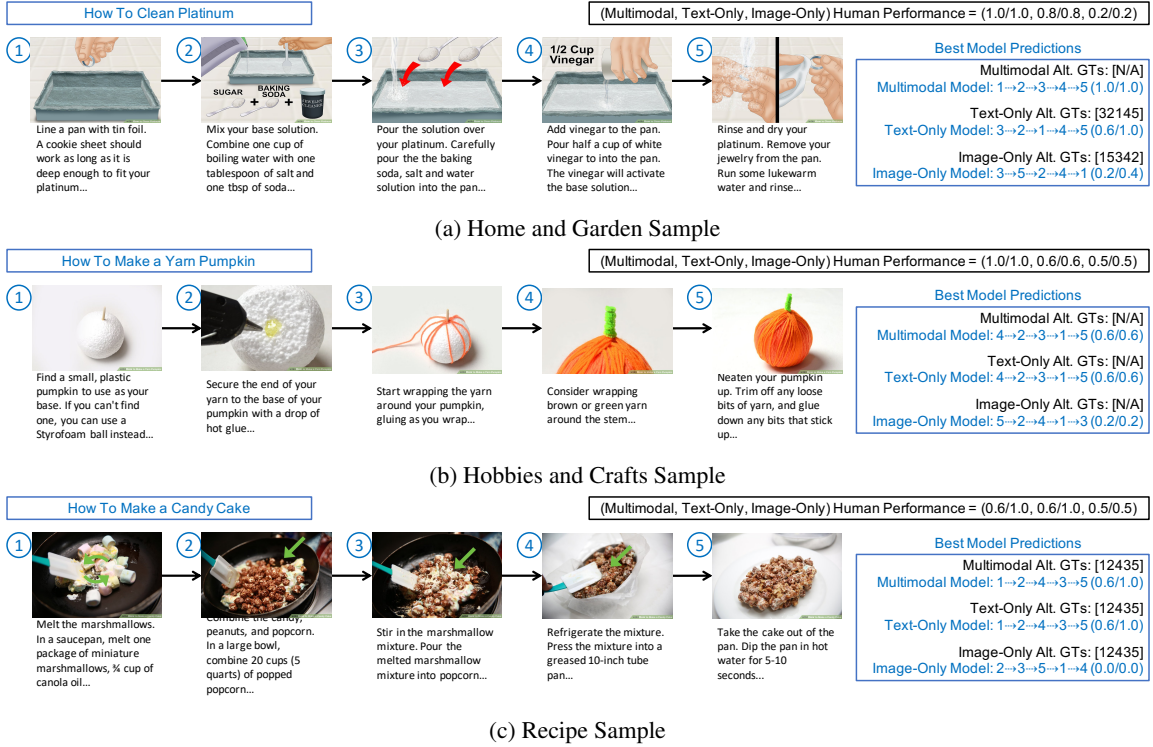 How To Clean Platinum
(Multimodal, Text-Only, Image-Only) Human Performance = (1.0/1.0, 0.8/0.8, 0.2/0.2)
1
2
3
4
5
SUGAR + BAKING SODA +
1/2 Cup
Vinegar
Line a pan with tin foil.
A cookie sheet should
work as long as it is
deep enough to fit your
platinum...
Mix your base solution.
Combine one cup of
boiling water with one
tablespoon of salt and
one tbsp of soda...
Pour the solution over
your platinum. Carefully
pour the the baking
soda, salt and water
solution into the pan...
Add vinegar to the pan.
Pour half a cup of white
vinegar to into the pan.
The vinegar will activate
the base solution...
Rinse and dry your
platinum. Remove your
jewelry from the pan.
Run some lukewarm
water and rinse...
Best Model Predictions
Multimodal Alt. GTs: [N/A]
Multimodal Model: 1⇢2⇢3⇢4⇢5 (1.0/1.0)
Text-Only Alt. GTs: [32145]
Text-Only Model: 3⇢2⇢1⇢4⇢5 (0.6/1.0)
Image-Only Alt. GTs: [15342]
Image-Only Model: 3⇢5⇢2⇢4⇢1 (0.2/0.4)
(a) Home and Garden Sample
How To Make a Yarn Pumpkin
(Multimodal, Text-Only, Image-Only) Human Performance = (1.0/1.0, 0.6/0.6, 0.5/0.5)
1
2
3
4
5
Find a small, plastic
pumpkin to use as your
base. If you can't find
one, you can use a
Styrofoam ball instead...
Secure the end of your
yarn to the base of your
pumpkin with a drop of
hot glue...
Start wrapping the yarn
around your pumpkin,
gluing as you wrap...
Consider wrapping
brown or green yarn
around the stem...
Neaten your pumpkin
up. Trim off any loose
bits of yarn, and glue
down any bits that stick
up...
Best Model Predictions
Multimodal Alt. GTs: [N/A]
Multimodal Model: 4⇢2⇢3⇢1⇢5 (0.6/0.6)
Text-Only Alt. GTs: [N/A]
Text-Only Model: 4⇢2⇢3⇢1⇢5 (0.6/0.6)
Image-Only Alt. GTs: [N/A]
Image-Only Model: 5⇢2⇢4⇢1⇢3 (0.2/0.2)
(b) Hobbies and Crafts Sample
How To Make a Candy Cake
(Multimodal, Text-Only, Image-Only) Human Performance = (0.6/1.0, 0.6/1.0, 0.5/0.5)
1
2
3
4
5
Melt the marshmallows.
In a saucepan, melt one
package of miniature
marshmallows, ¾ cup of
canola oil...
Combine the candy,
peanuts, and popcorn.
In a large bowl,
combine 20 cups (5
quarts) of popped
popcorn...
Stir in the marshmallow
mixture. Pour the
melted marshmallow
mixture into popcorn...
Refrigerate the mixture.
Press the mixture into a
greased 10-inch tube
pan...
Take the cake out of the
pan. Dip the pan in hot
water for 5-10
seconds...
Best Model Predictions
Multimodal Alt. GTs: [12435]
Multimodal Model: 1⇢2⇢4⇢3⇢5 (0.6/1.0)
Text-Only Alt. GTs: [12435]
Text-Only Model: 1⇢2⇢4⇢3⇢5 (0.6/1.0)
Image-Only Alt. GTs: [12435]
Image-Only Model: 2⇢3⇢5⇢1⇢4 (0.0/0.0)
(c) Recipe Sample